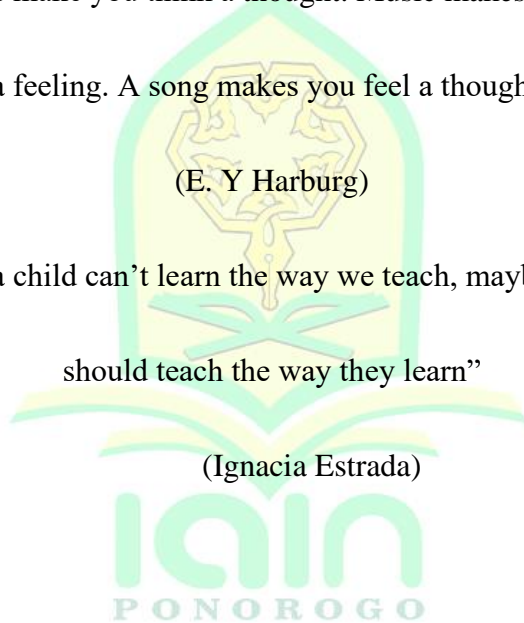 make you think a thought. Music makes
a feeling. A song makes you feel a though
(E. Y Harburg)
a child can’t learn the way we teach, mayb
should teach the way they learn”
(Ignacia Estrada)
iain
PONOROGO